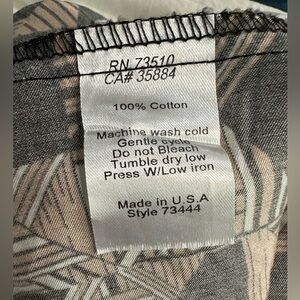 RN 73510
CA# 35884
100% Cotton
Machine wash cold
Gentle cycle
Do not Bleach
Tumble dry low
Press W/Low iron
Made in U.S.A
Style 73444